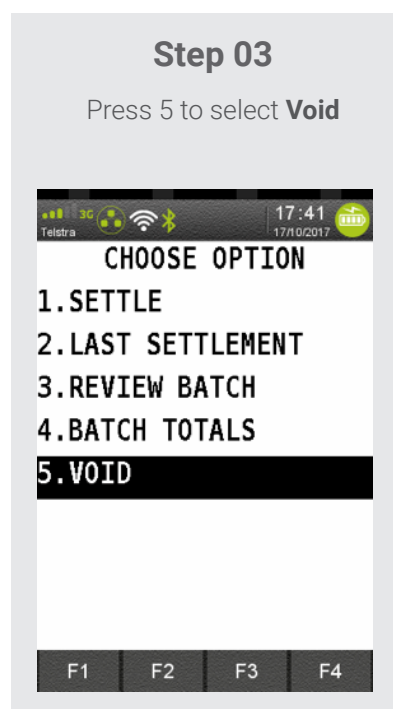 Step 03
Press 5 to select Void
3G 17:41
Telstra 17/10/2017
CHOOSE OPTION
1.SETTLE
2.LAST SETTLEMENT
3.REVIEW BATCH
4.BATCH TOTALS
5.VOID
F1 F2 F3 F4